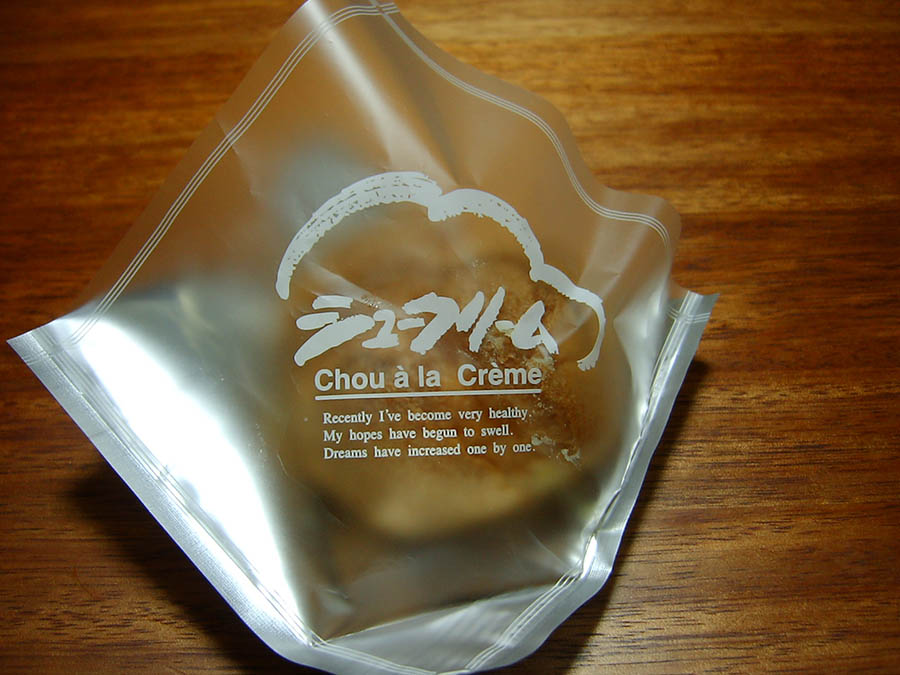 シュークリーム
Chou à la Crème
Recently I've become very healthy.
My hopes have begun to swell.
Dreams have increased one by one.